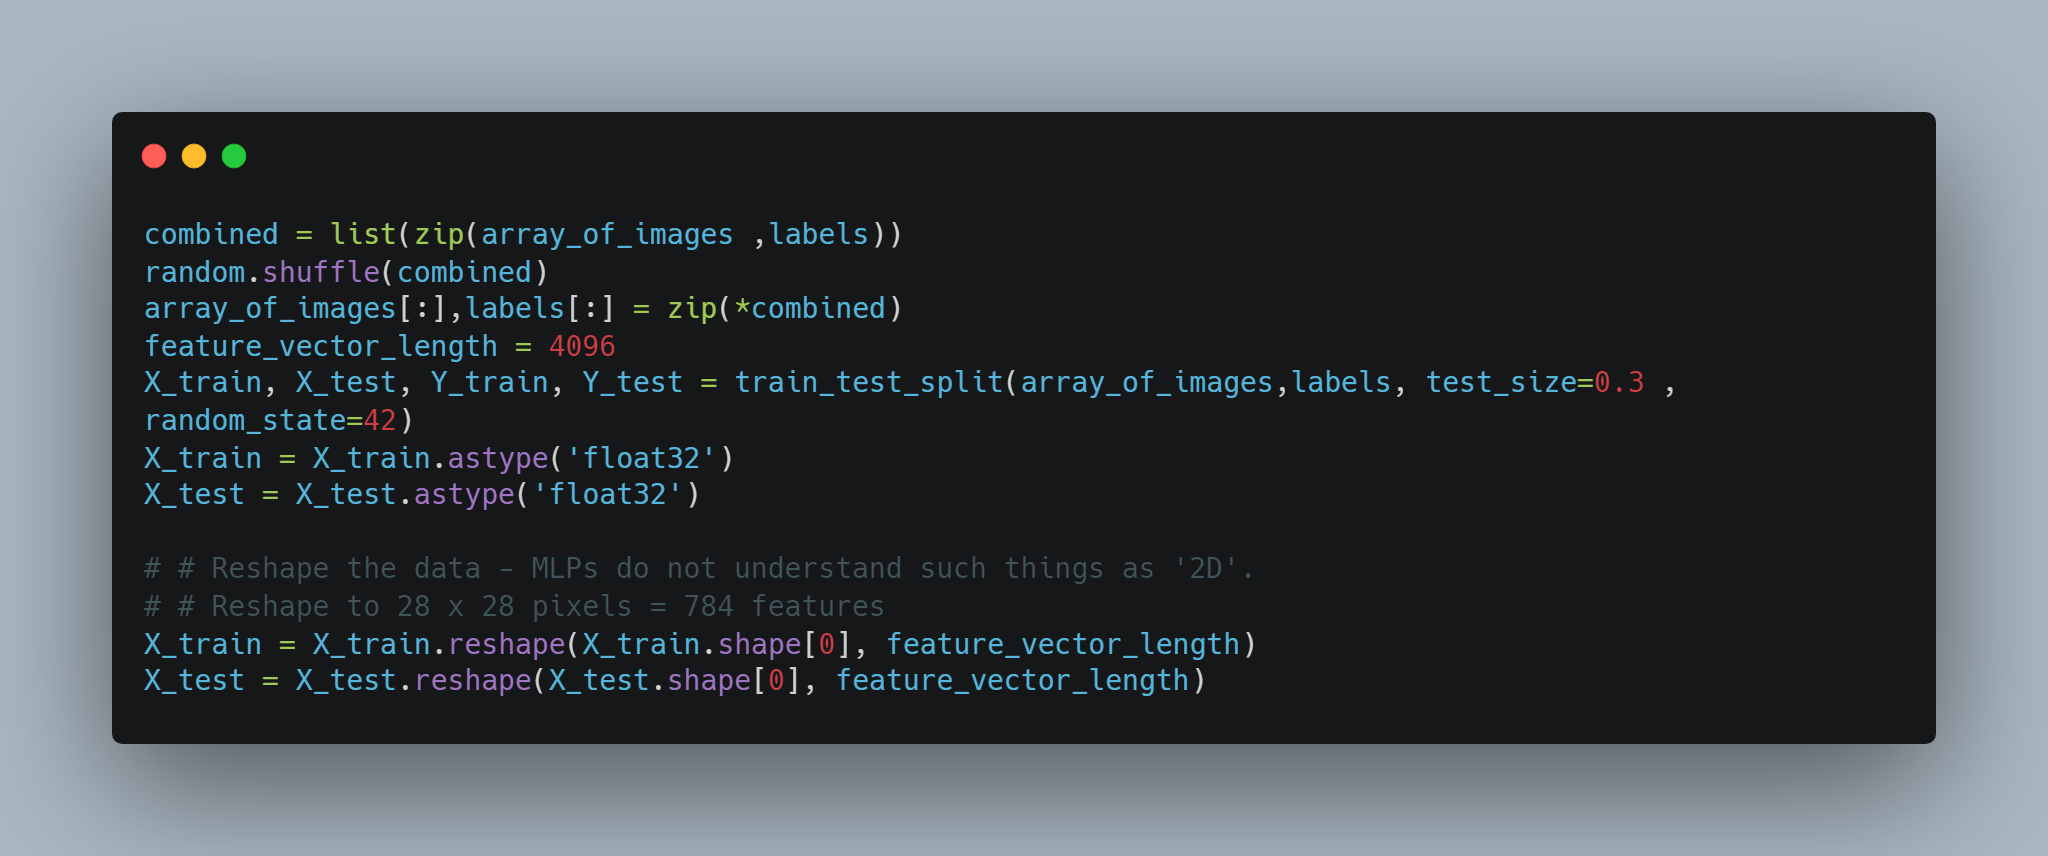 combined = list(zip(array_of_images ,labels))
random.shuffle(combined)
array_of_images[:],labels[:] = zip(*combined)
feature_vector_length = 4096
X_train, X_test, Y_train, Y_test = train_test_split(array_of_images,labels, test_size=0.3 ,
random_state=42)
X_train = X_train.astype('float32')
X_test = X_test.astype('float32')
# # Reshape the data - MLPs do not understand such things as '2D'.
# # Reshape to 28 x 28 pixels = 784 features
X_train = X_train.reshape(X_train.shape[0], feature_vector_length)
X_test = X_test.reshape(X_test.shape[0], feature_vector_length)